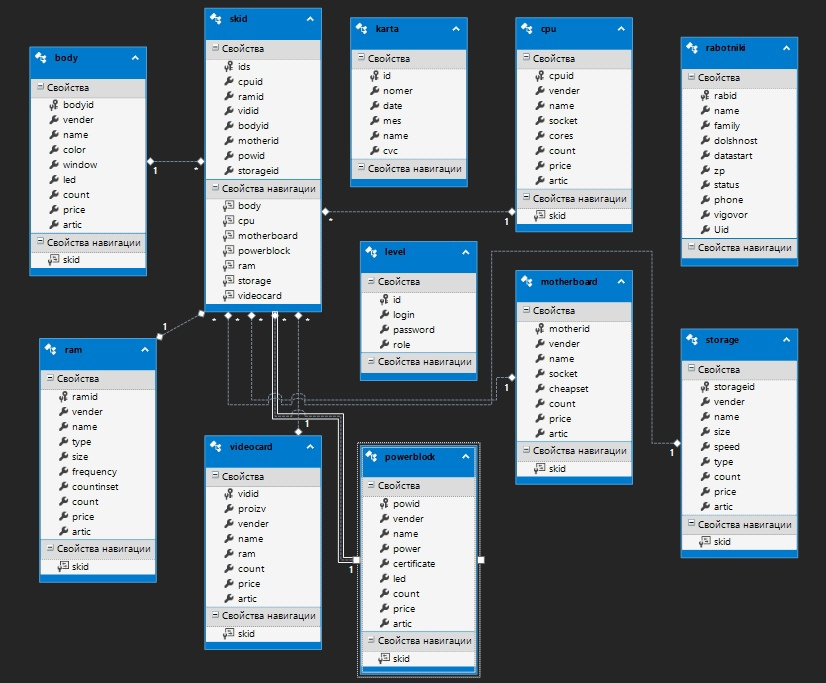 body
Свойства
bodyid
vender
name
color
window
led
count
price
artic
Свойства навигации
skid
skid
Свойства
ids
cpuid
ramid
vidid
bodyid
motherid
powid
storageid
Свойства навигации
body
cpu
motherboard
powerblock
ram
storage
videocard
karta
Свойства
id
nomer
date
mes
name
cvc
Свойства навигации
cpu
Свойства
cpuid
vender
name
socket
cores
count
price
artic
Свойства навигации
skid
rabotniki
Свойства
rabid
name
family
dolshnost
datastart
zp
status
phone
vigovor
Uid
Свойства навигации
level
Свойства
id
login
password
role
Свойства навигации
motherboard
Свойства
motherid
vender
name
socket
cheapset
count
price
artic
Свойства навигации
skid
storage
Свойства
storageid
vender
name
size
speed
type
count
price
artic
Свойства навигации
skid
ram
Свойства
ramid
vender
name
type
size
frequency
countinset
count
price
artic
Свойства навигации
skid
videocard
Свойства
vidid
proizv
vender
name
ram
count
price
artic
Свойства навигации
skid
powerblock
Свойства
powid
vender
name
power
certificate
led
count
price
artic
Свойства навигации
skid
1
*
*
1
1
* * * * *
1
1
1
1